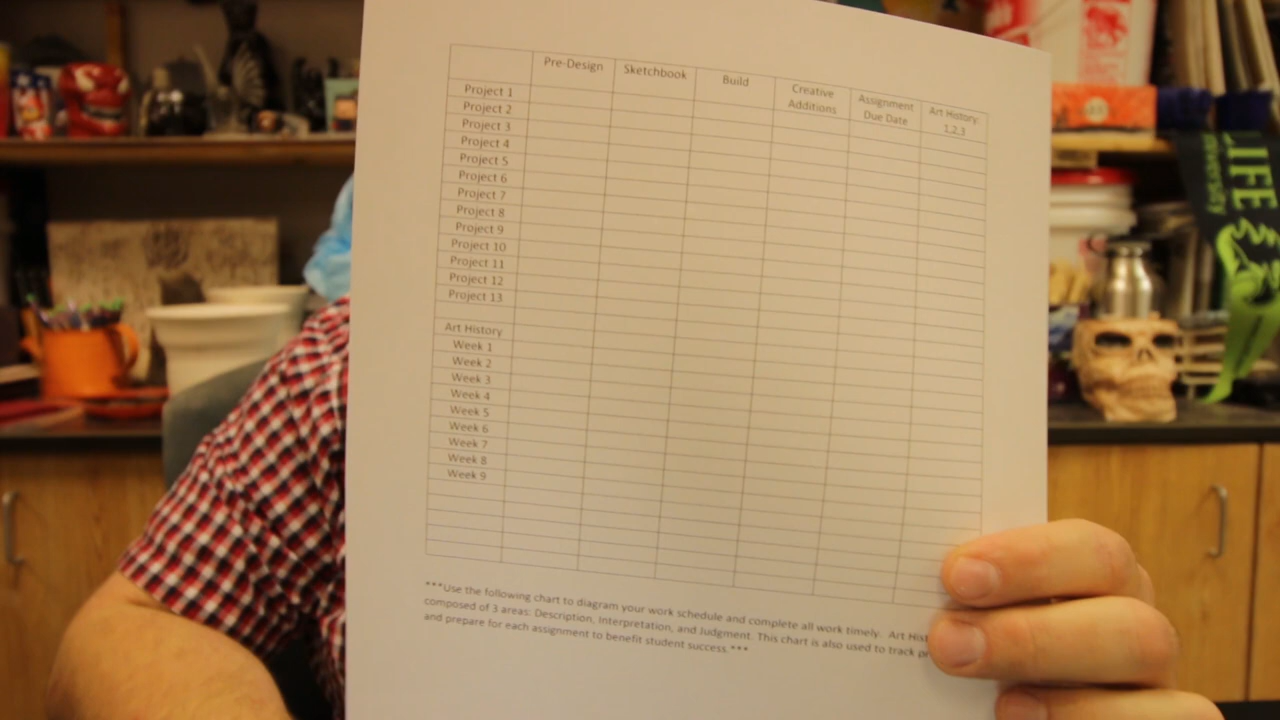 Pre-Design Sketchbook Build Creative Additions Assignment Due Date Art History: 1,2,3
Project 1
Project 2
Project 3
Project 4
Project 5
Project 6
Project 7
Project 8
Project 9
Project 10
Project 11
Project 12
Project 13
Art History
Week 1
Week 2
Week 3
Week 4
Week 5
Week 6
Week 7
Week 8
Week 9
***Use the following chart to diagram your work schedule and complete all work timely. Art
composed of 3 areas: Description, Interpretation, and Judgment. This chart is also used to track
and prepare for each assignment to benefit student success.***
LIFE